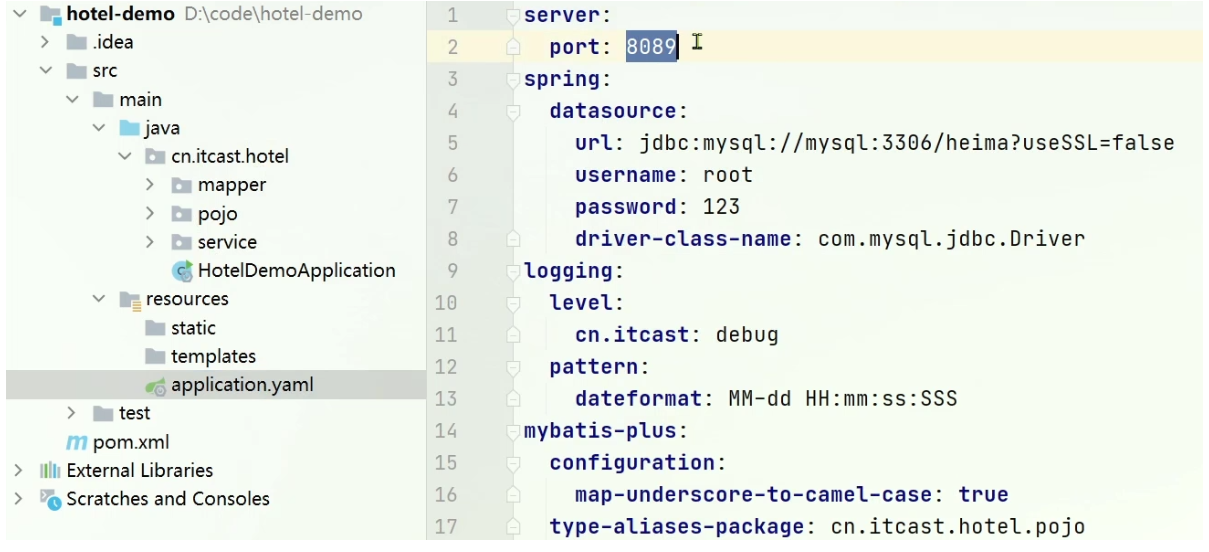 hotel-demo D:\code\hotel-demo
.idea
src
main
java
cn.itcast.hotel
mapper
pojo
service
HotelDemoApplication
resources
static
templates
application.yaml
test
pom.xml
External Libraries
Scratches and Consoles
1 server:
2   port: 8089
3 spring:
4   datasource:
5     url: jdbc:mysql://mysql:3306/heima?useSSL=false
6     username: root
7     password: 123
8     driver-class-name: com.mysql.jdbc.Driver
9 logging:
10   level:
11     cn.itcast: debug
12   pattern:
13     dateformat: MM-dd HH:mm:ss:SSS
14 mybatis-plus:
15   configuration:
16     map-underscore-to-camel-case: true
17   type-aliases-package: cn.itcast.hotel.pojo